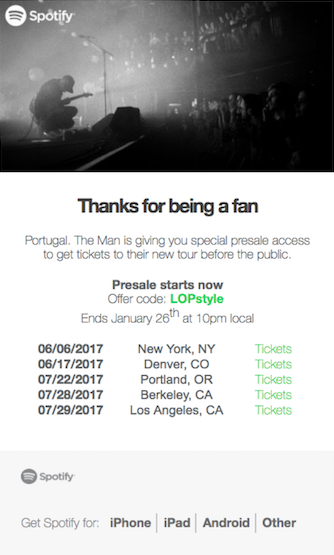 Spotify
Thanks for being a fan
Portugal. The Man is giving you special presale access
to get tickets to their new tour before the public.
Presale starts now
Offer code: LOPstyle
Ends January 26th at 10pm local
06/06/2017 New York, NY Tickets
06/17/2017 Denver, CO Tickets
07/22/2017 Portland, OR Tickets
07/28/2017 Berkeley, CA Tickets
07/29/2017 Los Angeles, CA Tickets
Spotify
Get Spotify for: iPhone iPad Android Other